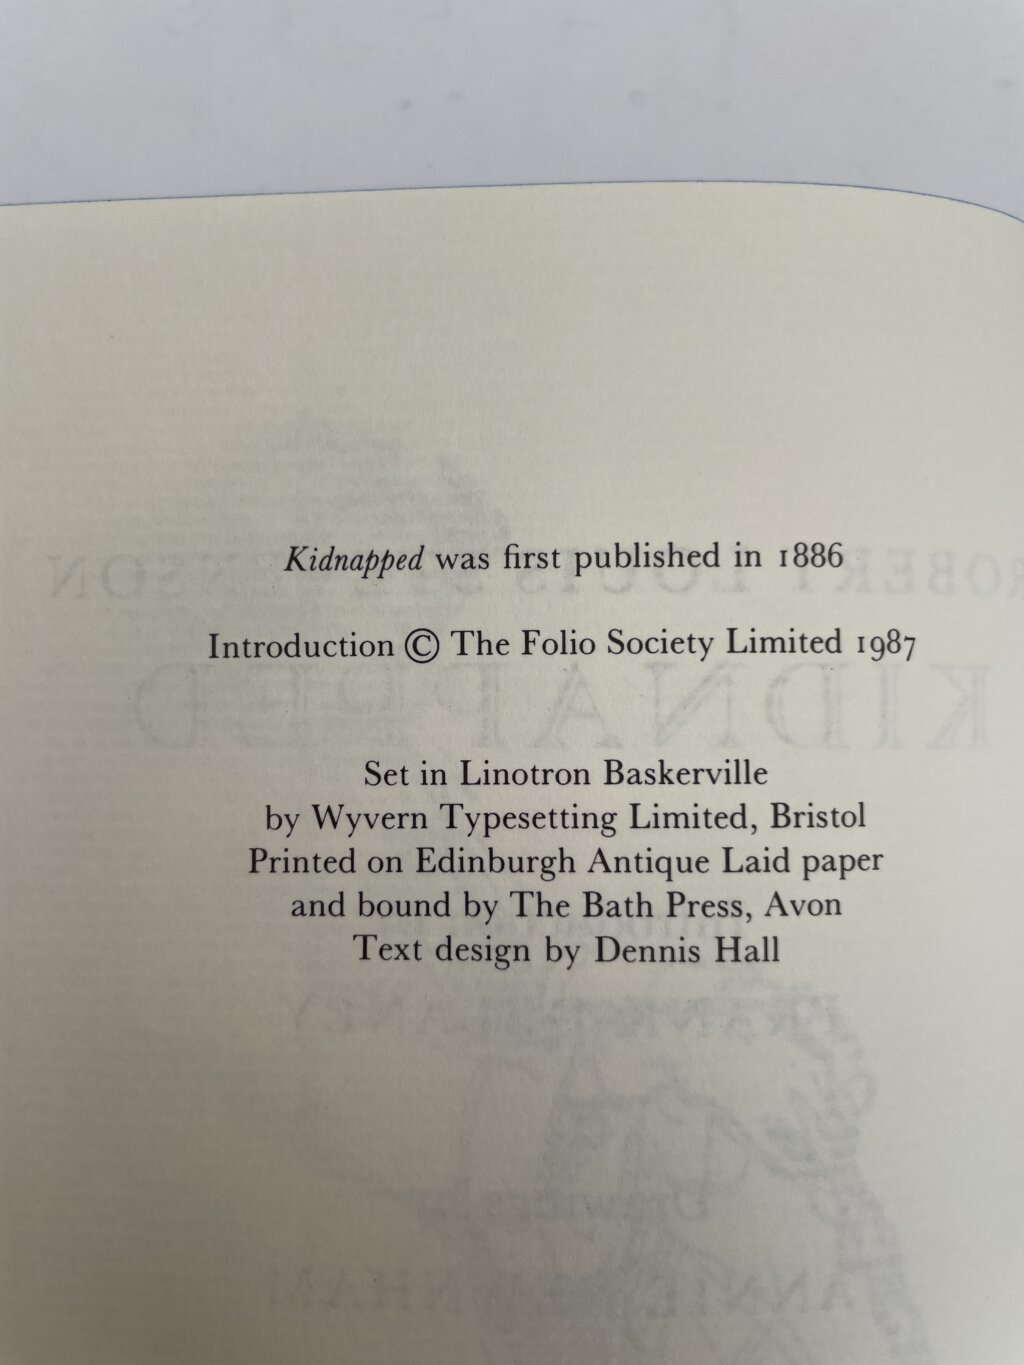 Kidnapped was first published in 1886
Introduction © The Folio Society Limited 1987
Set in Linotron Baskerville
by Wyvern Typesetting Limited, Bristol
Printed on Edinburgh Antique Laid paper
and bound by The Bath Press, Avon
Text design by Dennis Hall